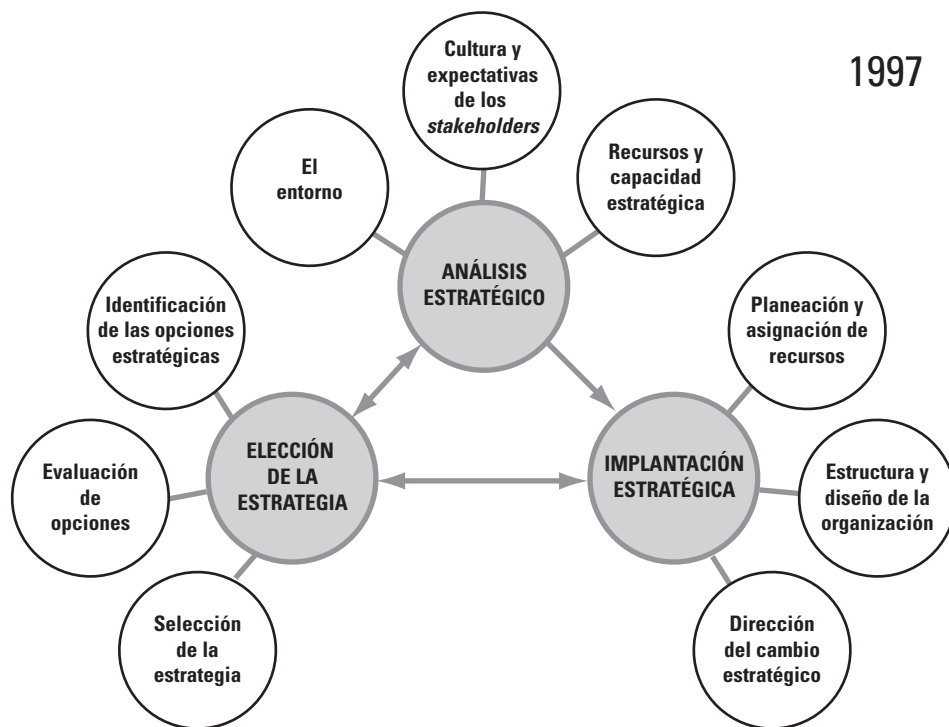 1997
Cultura y
expectativas
de los
stakeholders
El
entorno
Recursos y
capacidad
estratégica
ANÁLISIS
ESTRATÉGICO
Identificación
de las opciones
estratégicas
Evaluación
de
opciones
Selección
de la
estrategia
ELECCIÓN
DE LA
ESTRATEGIA
IMPLANTACIÓN
ESTRATÉGICA
Planeación y
asignación de
recursos
Estructura y
diseño de la
organización
Dirección
del cambio
estratégico